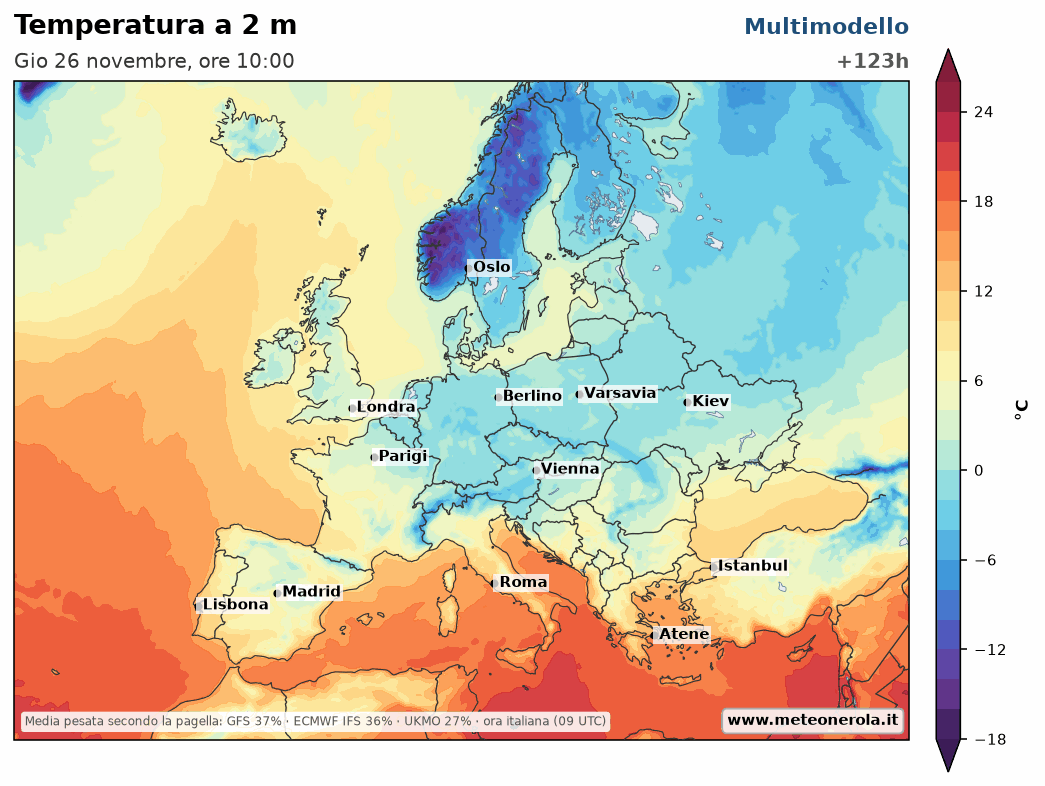 Temperatura a 2 m
Multimodello
Gio 26 novembre, ore 10:00
+123h
24
18
12
6
0
−6
−12
−18
°C
Oslo
Londra
Berlino
Varsavia
Kiev
Parigi
Vienna
Istanbul
Roma
Madrid
Lisbona
Atene
Media pesata secondo la pagella: GFS 37% · ECMWF IFS 36% · UKMO 27% · ora italiana (09 UTC)
www.meteonerola.it